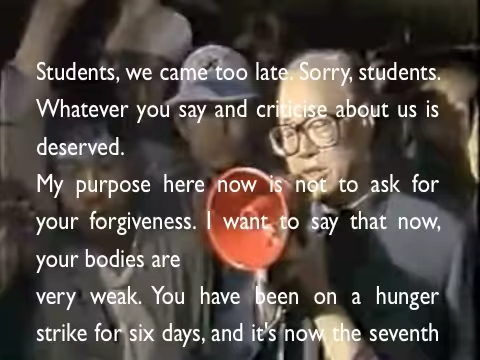 Students, we came too late. Sorry, students.
Whatever you say and criticise about us is
deserved.
My purpose here now is not to ask for
your forgiveness. I want to say that now,
your bodies are
very weak. You have been on a hunger
strike for six days, and it's now the seventh